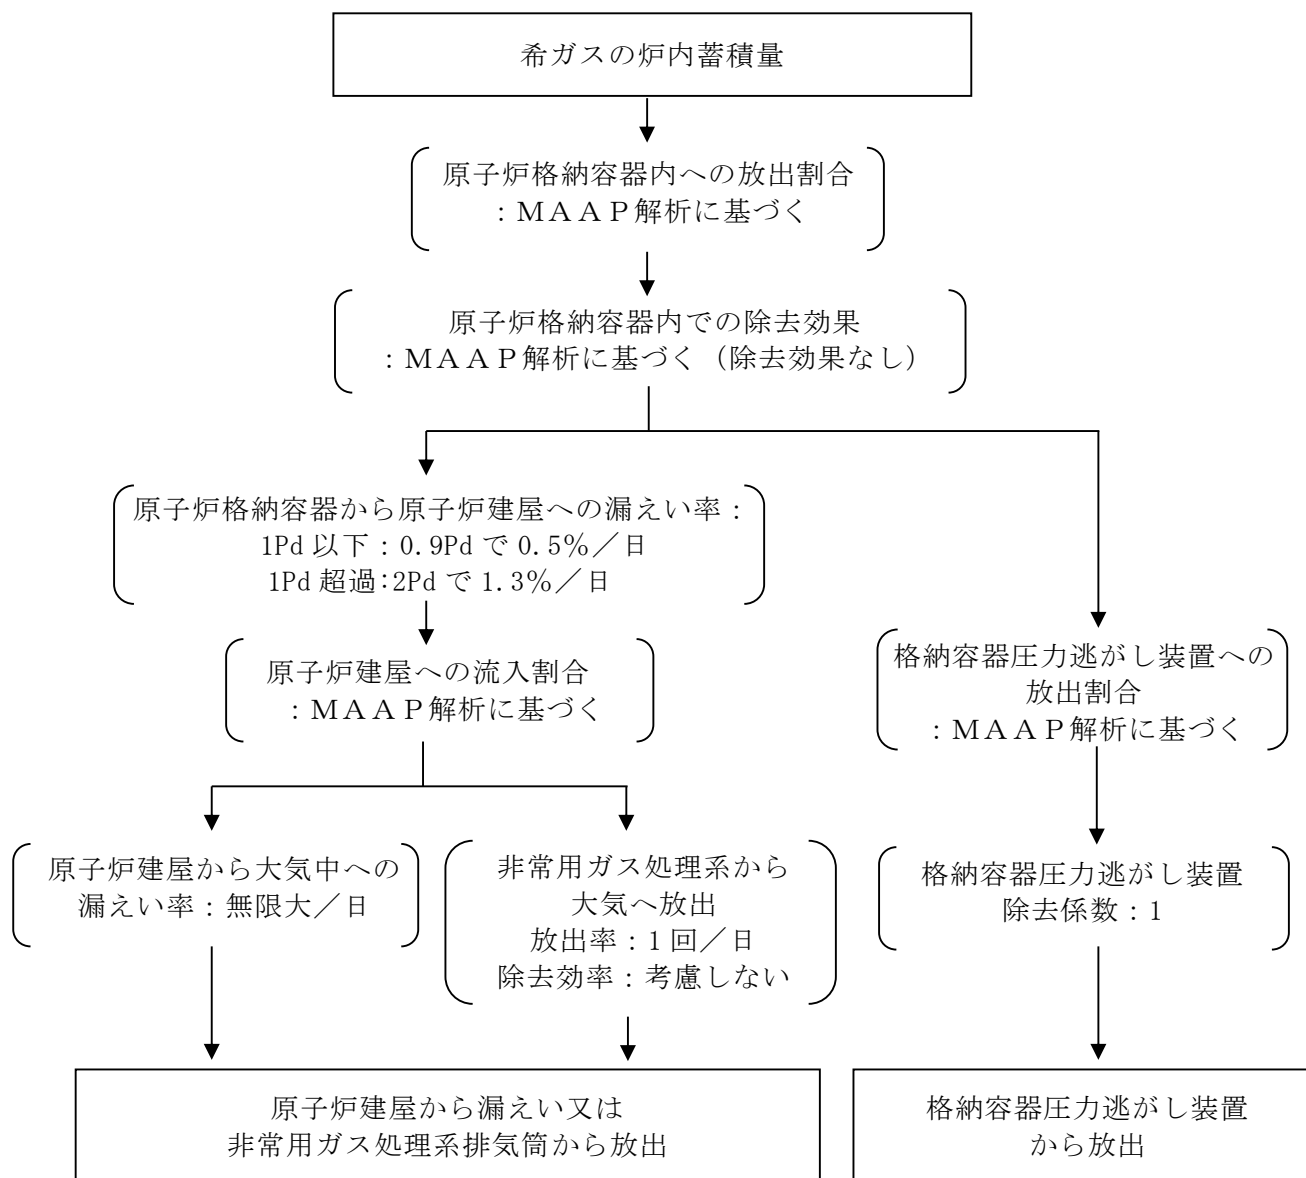 希ガスの炉内蓄積量
原子炉格納容器内への放出割合
：ＭＡＡＰ解析に基づく
原子炉格納容器内での除去効果
：ＭＡＡＰ解析に基づく（除去効果なし）
原子炉格納容器から原子炉建屋への漏えい率：
1Pd 以下：0.9Pd で 0.5％／日
1Pd 超過：2Pd で 1.3％／日
原子炉建屋への流入割合
：ＭＡＡＰ解析に基づく
格納容器圧力逃がし装置への
放出割合
：ＭＡＡＰ解析に基づく
原子炉建屋から大気中への
漏えい率：無限大／日
非常用ガス処理系から
大気へ放出
放出率：1 回／日
除去効率：考慮しない
格納容器圧力逃がし装置
除去係数：1
原子炉建屋から漏えい又は
非常用ガス処理系排気筒から放出
格納容器圧力逃がし装置
から放出